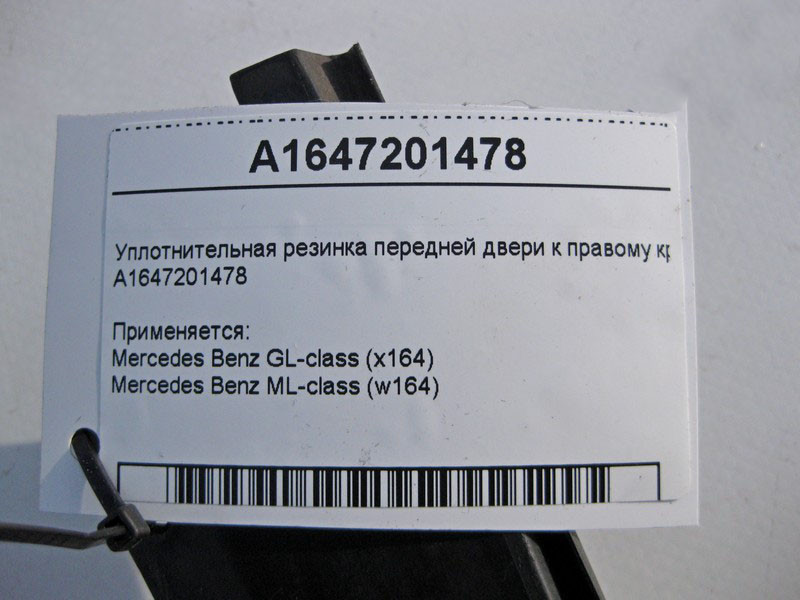 A1647201478
Уплотнительная резинка передней двери к правому кр
A1647201478
Применяется:
Mercedes Benz GL-class (x164)
Mercedes Benz ML-class (w164)